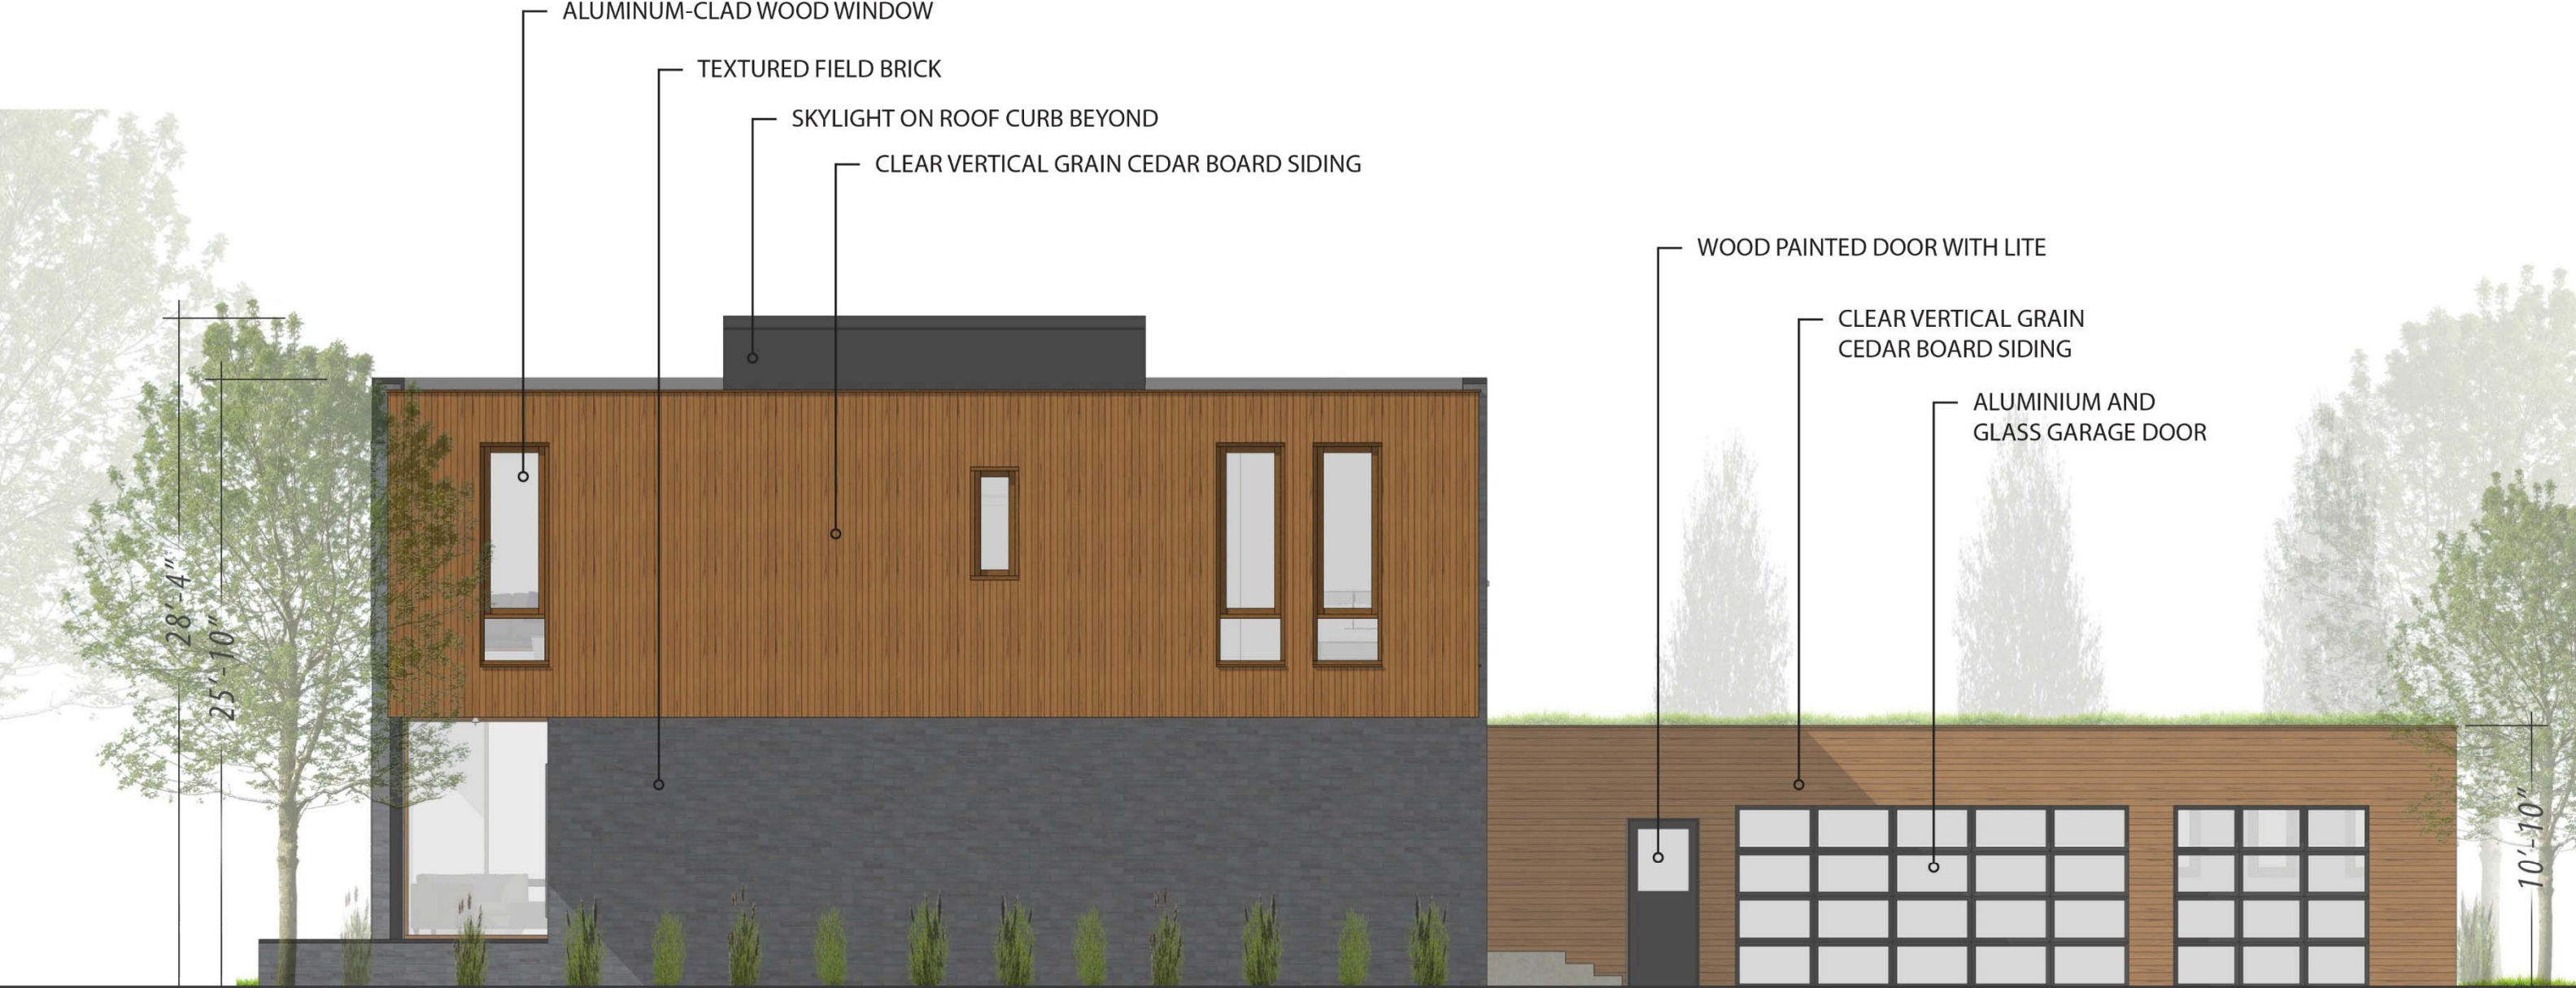 ALUMINUM-CLAD WOOD WINDOW
TEXTURED FIELD BRICK
SKYLIGHT ON ROOF CURB BEYOND
CLEAR VERTICAL GRAIN CEDAR BOARD SIDING
WOOD PAINTED DOOR WITH LITE
CLEAR VERTICAL GRAIN
CEDAR BOARD SIDING
ALUMINIUM AND
GLASS GARAGE DOOR
28'-4"
25'-10"
10'-10"